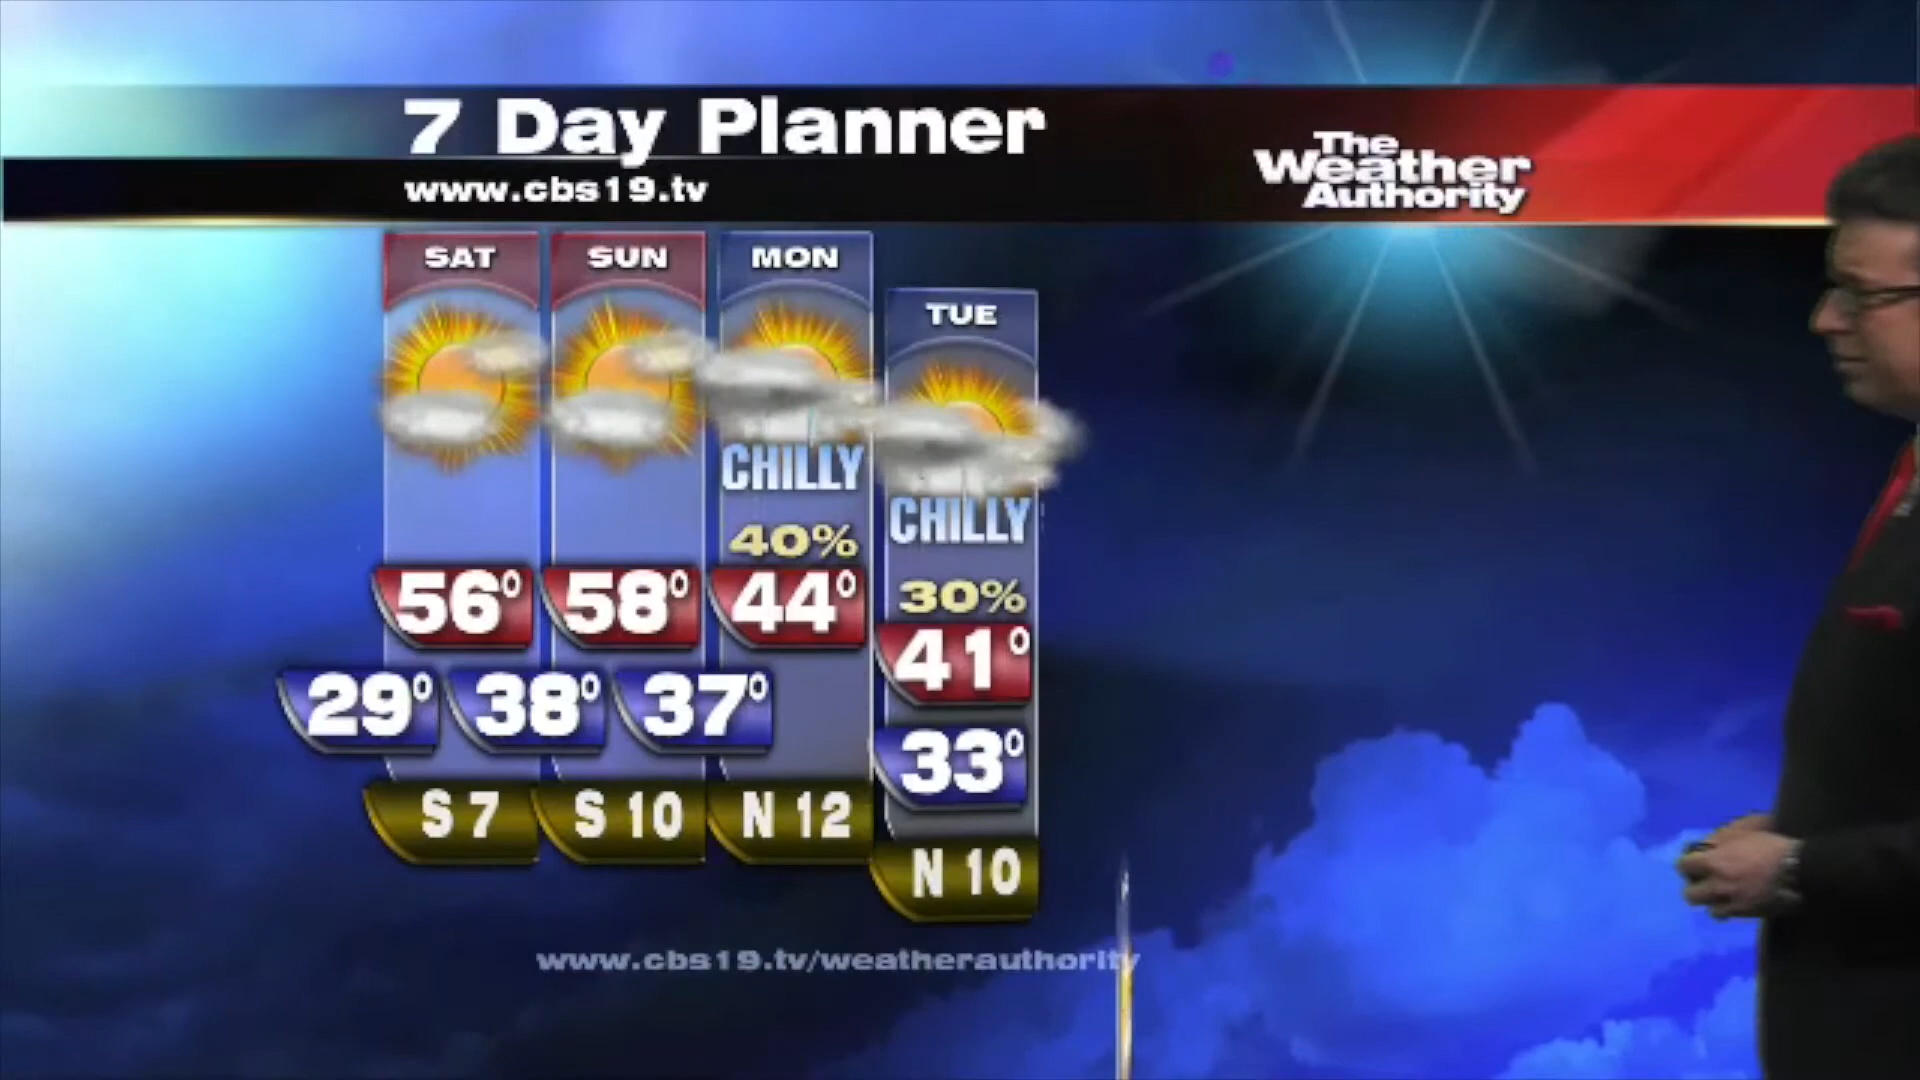 7 Day Planner
www.cbs19.tv
The
Weather
Authority
SAT
SUN
MON
TUE
CHILLY
CHILLY
40%
30%
56°
58°
44°
41°
29°
38°
37°
33°
S 7
S 10
N 12
N 10
www.cbs19.tv/weatherauthority